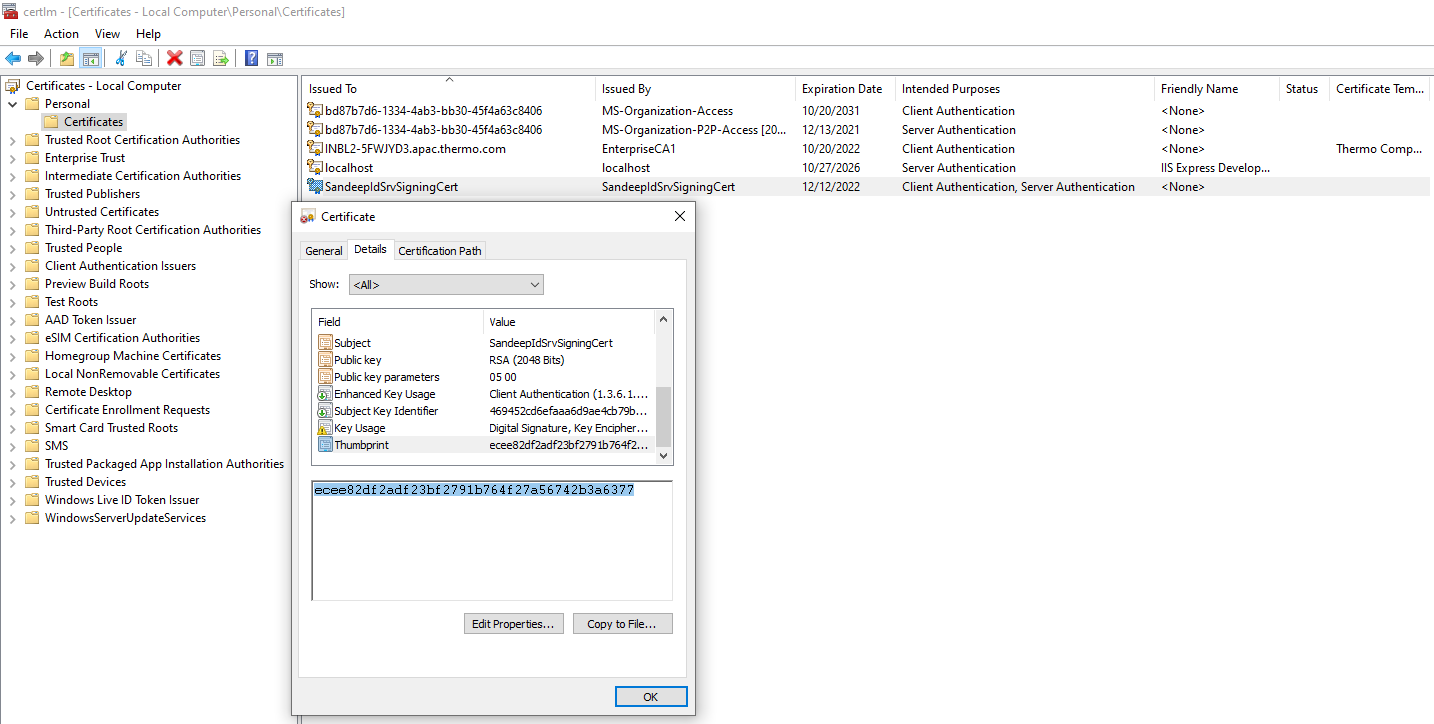 certlm - [Certificates - Local Computer\Personal\Certificates]
File Action View Help
Certificates - Local Computer
Personal
Certificates
Trusted Root Certification Authorities
Enterprise Trust
Intermediate Certification Authorities
Trusted Publishers
Untrusted Certificates
Third-Party Root Certification Authorities
Trusted People
Client Authentication Issuers
Preview Build Roots
Test Roots
AAD Token Issuer
eSIM Certification Authorities
Homegroup Machine Certificates
Local NonRemovable Certificates
Remote Desktop
Certificate Enrollment Requests
Smart Card Trusted Roots
SMS
Trusted Packaged App Installation Authorities
Trusted Devices
Windows Live ID Token Issuer
WindowsServerUpdateServices
Issued To Issued By Expiration Date Intended Purposes Friendly Name Status Certificate Tem...
bd87b7d6-1334-4ab3-bb30-45f4a63c8406 MS-Organization-Access 10/20/2031 Client Authentication <None>
bd87b7d6-1334-4ab3-bb30-45f4a63c8406 MS-Organization-P2P-Access [20... 12/13/2021 Server Authentication <None>
INBL2-5FWJYD3.apac.thermo.com EnterpriseCA1 10/20/2022 Client Authentication <None> Thermo Comp...
localhost localhost 10/27/2026 Server Authentication IIS Express Develop...
SandeepIdSrvSigningCert SandeepIdSrvSigningCert 12/12/2022 Client Authentication, Server Authentication <None>
Certificate
General Details Certification Path
Show: <All>
Field Value
Subject SandeepIdSrvSigningCert
Public key RSA (2048 Bits)
Public key parameters 05 00
Enhanced Key Usage Client Authentication (1.3.6.1....
Subject Key Identifier 469452cd6efaaa6d9ae4cb79b...
Key Usage Digital Signature, Key Encipher...
Thumbprint ecee82df2adf23bf2791b764f2...
ecee82df2adf23bf2791b764f27a56742b3a6377
Edit Properties... Copy to File...
OK